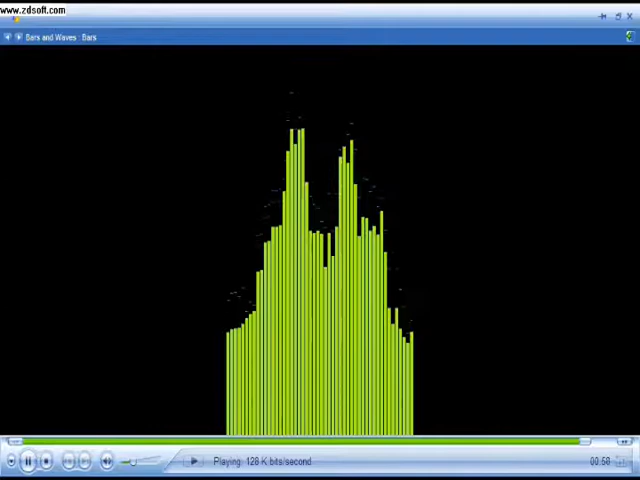 www.zdsoft.com
Bars and Waves : Bars
Playing: 128 K bits/second
00:58